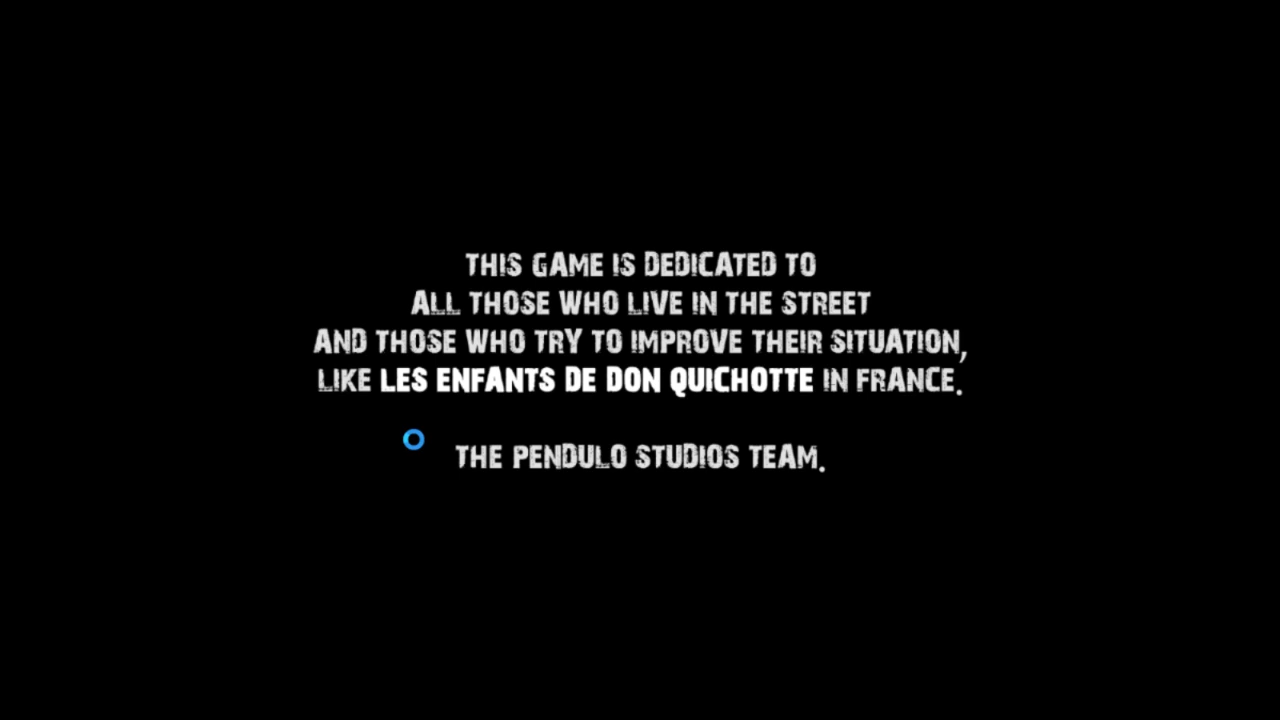 THIS GAME IS DEDICATED TO
ALL THOSE WHO LIVE IN THE STREET
AND THOSE WHO TRY TO IMPROVE THEIR SITUATION,
LIKE LES ENFANTS DE DON QUICHOTTE IN FRANCE.
THE PENDULO STUDIOS TEAM.